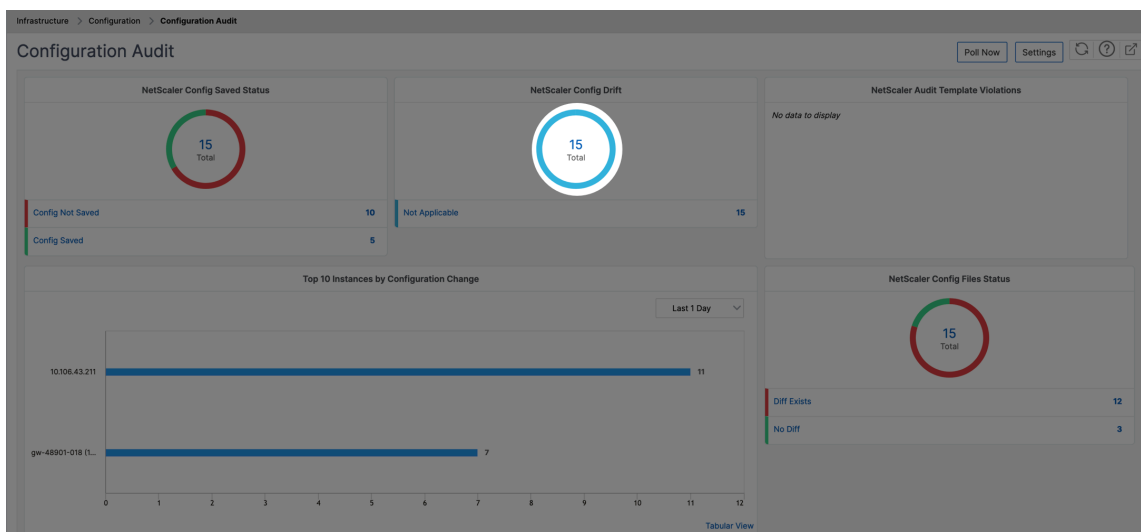 Infrastructure > Configuration > Configuration Audit
Configuration Audit
Poll Now
Settings
?
NetScaler Config Saved Status
15
Total
Config Not Saved 10
Config Saved 5
NetScaler Config Drift
15
Total
Not Applicable 15
NetScaler Audit Template Violations
No data to display
Top 10 Instances by Configuration Change
Last 1 Day
10.106.43.211 11
gw-48901-018 (1... 7
0 1 2 3 4 5 6 7 8 9 10 11 12
Tabular View
NetScaler Config Files Status
15
Total
Diff Exists 12
No Diff 3